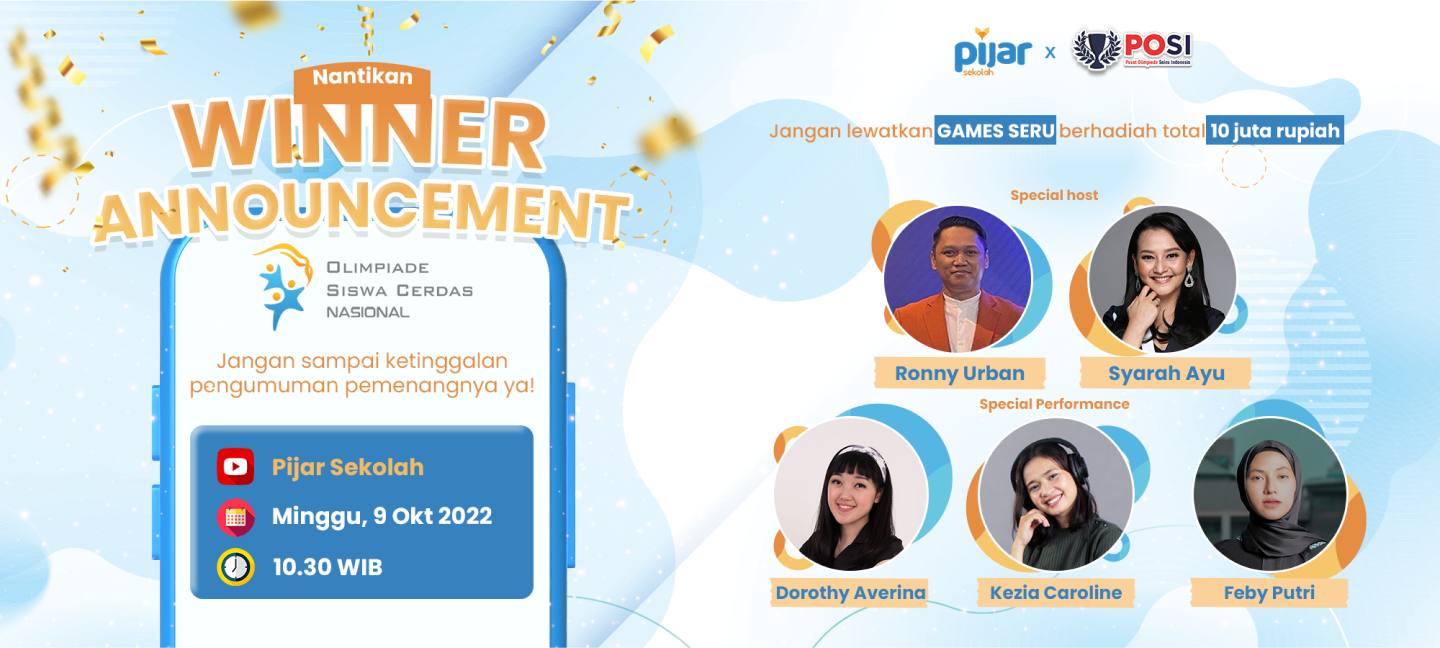 Nantikan
WINNER
ANNOUNCEMENT
OLIMPIADE
SISWA CERDAS
NASIONAL
Jangan sampai ketinggalan
pengumuman pemenangnya ya!
Pijar Sekolah
Minggu, 9 Okt 2022
10.30 WIB
pijar
sekolah
x
POSI
Pusat Olimpiade Sains Indonesia
Jangan lewatkan GAMES SERU berhadiah total 10 juta rupiah
Special host
Ronny Urban
Syarah Ayu
Special Performance
Dorothy Averina
Kezia Caroline
Feby Putri